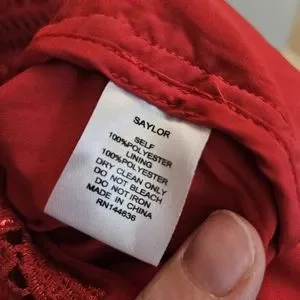 SAYLOR
SELF
100%POLYESTER
LINING
100%POLYESTER
DRY CLEAN ONLY
DO NOT BLEACH
DO NOT IRON
MADE IN CHINA
RN144636